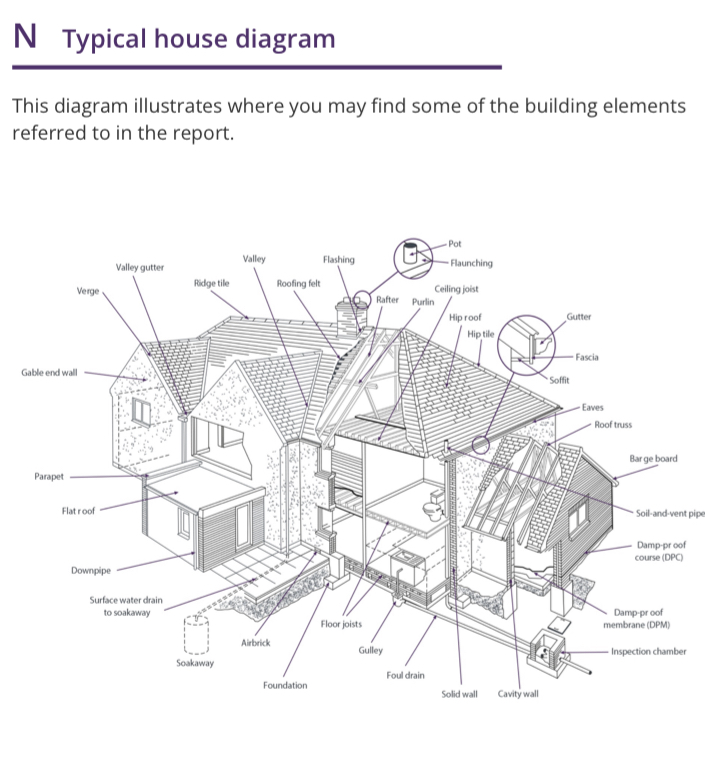 N Typical house diagram
This diagram illustrates where you may find some of the building elements
referred to in the report.
Pot
Flaunching
Flashing
Valley
Valley gutter
Ridge tile
Roofing felt
Ceiling joist
Verge
Rafter
Purlin
Hip roof
Gutter
Hip tile
Fascia
Gable end wall
Soffit
Eaves
Roof truss
Bar ge board
Parapet
Flat roof
Soil-and-vent pipe
Damp-pr oof
course (DPC)
Downpipe
Surface water drain
to soakaway
Damp-pr oof
membrane (DPM)
Floor joists
Airbrick
Gulley
Inspection chamber
Soakaway
Foul drain
Foundation
Solid wall
Cavity wall